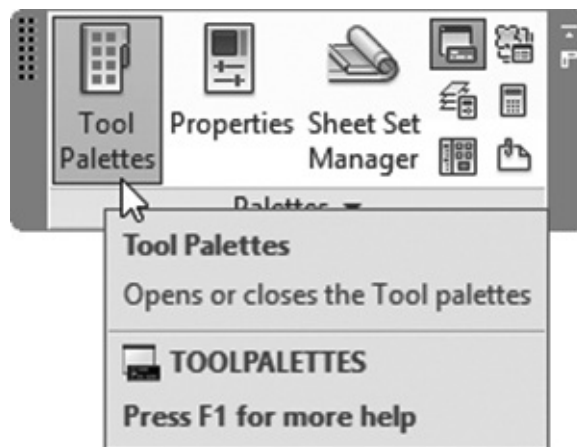 Tool
Palettes
Properties
Sheet Set
Manager
Palettes
Tool Palettes
Opens or closes the Tool palettes
TOOLPALETTES
Press F1 for more help